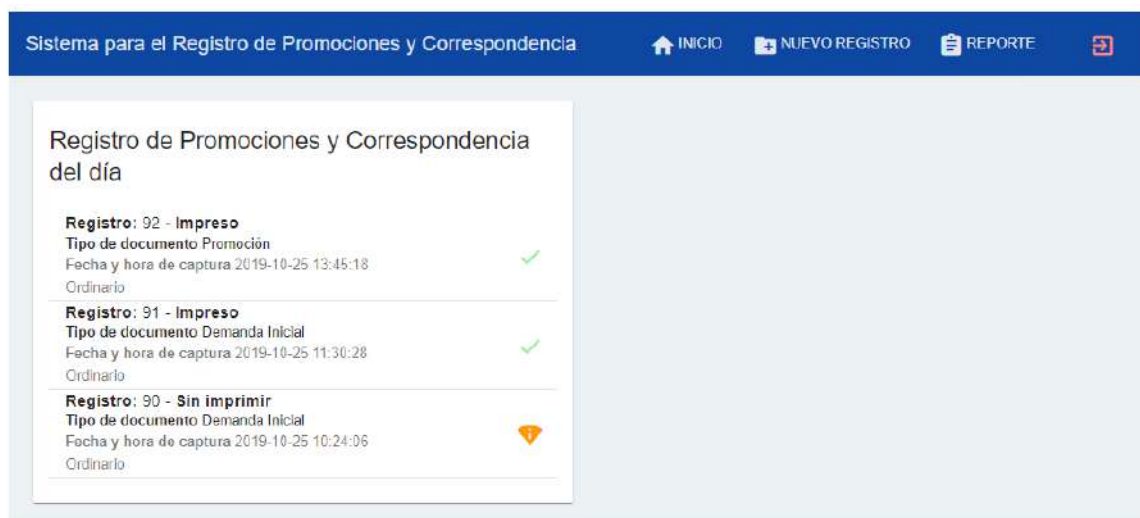 Sistema para el Registro de Promociones y Correspondencia INICIO NUEVO REGISTRO REPORTE
Registro de Promociones y Correspondencia
del día
Registro: 92 - Impreso
Tipo de documento Promoción
Fecha y hora de captura 2019-10-25 13:45:18
Ordinario
Registro: 91 - Impreso
Tipo de documento Demanda Inicial
Fecha y hora de captura 2019-10-25 11:30:28
Ordinario
Registro: 90 - Sin imprimir
Tipo de documento Demanda Inicial
Fecha y hora de captura 2019-10-25 10:24:06
Ordinario